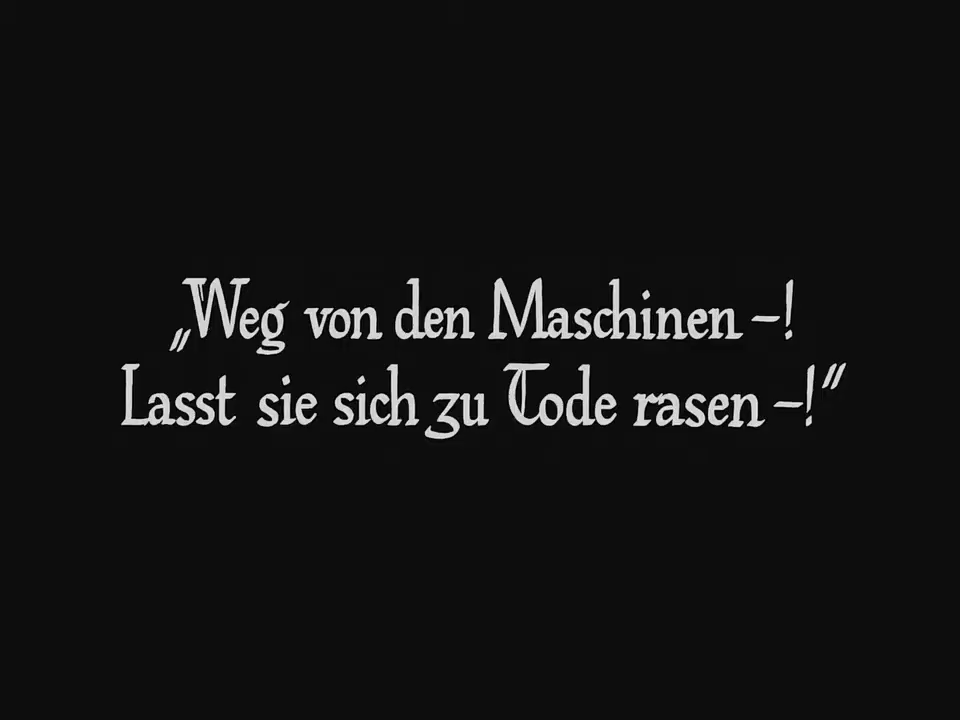 „Weg von den Maschinen –!
Lasst sie sich zu Tode rasen –!“